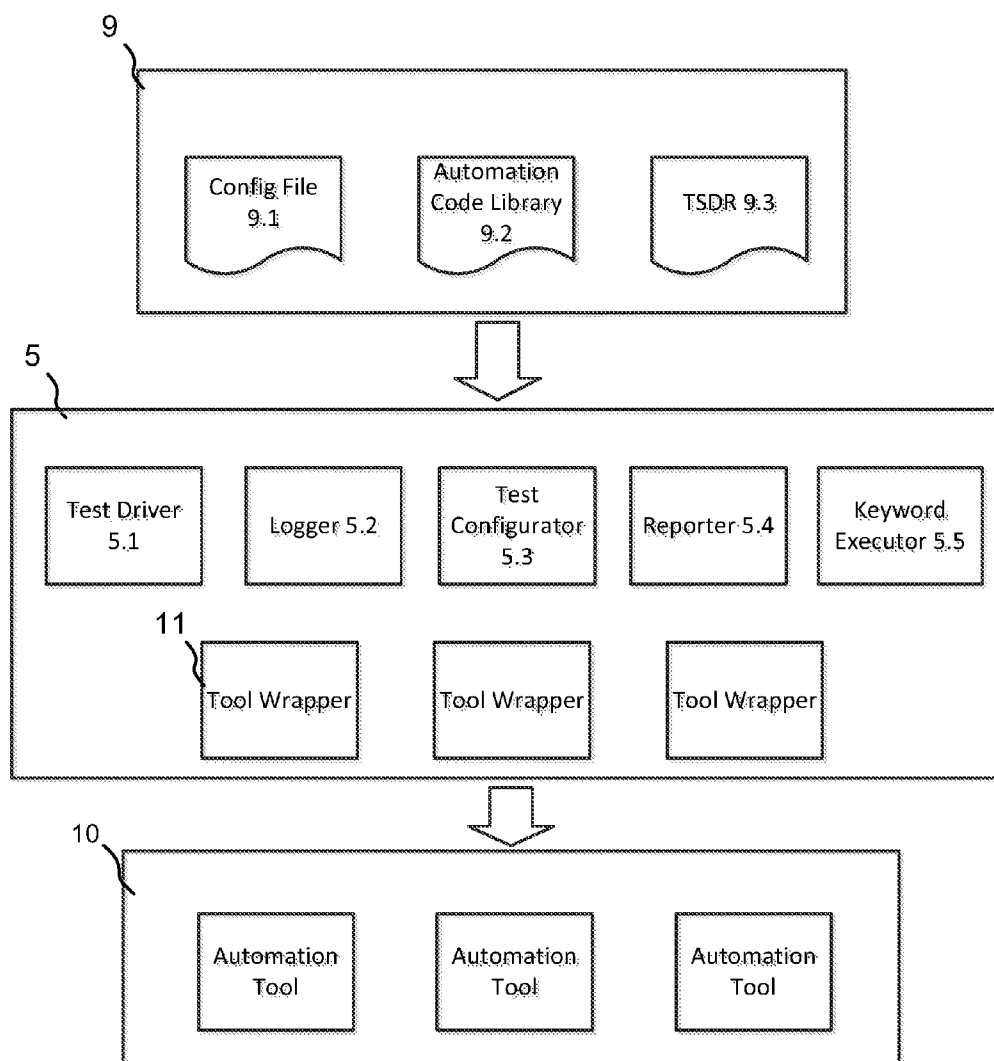 9
Config File
9.1
Automation
Code Library
9.2
TSDR 9.3
5
Test Driver
5.1
Logger 5.2
Test
Configurator
5.3
Reporter 5.4
Keyword
Executor 5.5
11
Tool Wrapper
Tool Wrapper
Tool Wrapper
10
Automation
Tool
Automation
Tool
Automation
Tool